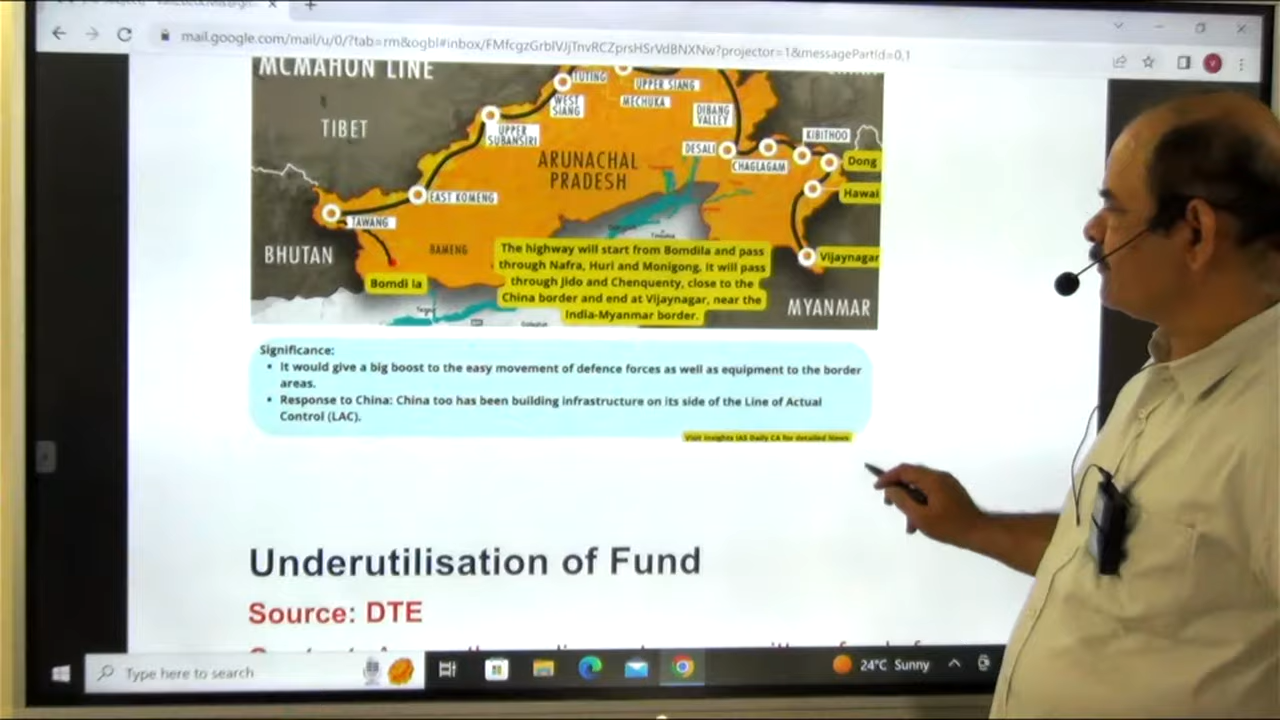 mail.google.com/mail/u/0/?tab=rm&ogbl#inbox/FMfcgzGrblVJjTnvRCZprsHSrVdBNXNw?projector=1&messagePartId=0.1
MCMAHON LINE
TUTING
UPPER SIANG
MECHUKA
WEST
SIANG
DIBANG
VALLEY
TIBET
UPPER
SUBANSIRI
KIBITHOO
DESALI
ARUNACHAL
PRADESH
CHAGLAGAM
Dong
Hawai
EAST KOMENG
TAWANG
BHUTAN
BAMENG
Vijaynagar
Bomdi la
The highway will start from Bomdila and pass
through Nafra, Huri and Monigong. It will pass
through Jido and Chenquenty, close to the
China border and end at Vijaynagar, near the
India-Myanmar border.
MYANMAR
Significance:
• It would give a big boost to the easy movement of defence forces as well as equipment to the border
areas.
• Response to China: China too has been building infrastructure on its side of the Line of Actual
Control (LAC).
Visit Insights IAS Daily CA for detailed News
Underutilisation of Fund
Source: DTE
Type here to search
24°C Sunny